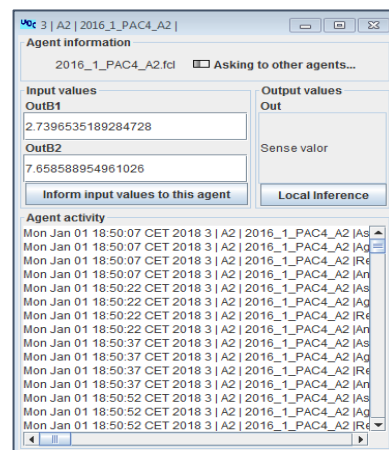 UOC 3 | A2 | 2016_1_PAC4_A2 |
Agent information
2016_1_PAC4_A2.fcl Asking to other agents...
Input values
OutB1
2.7396535189284728
OutB2
7.658588954961026
Inform input values to this agent
Output values
Out
Sense valor
Local Inference
Agent activity
Mon Jan 01 18:50:07 CET 2018 3 | A2 | 2016_1_PAC4_A2 |As
Mon Jan 01 18:50:07 CET 2018 3 | A2 | 2016_1_PAC4_A2 |Ag
Mon Jan 01 18:50:07 CET 2018 3 | A2 | 2016_1_PAC4_A2 |Re
Mon Jan 01 18:50:07 CET 2018 3 | A2 | 2016_1_PAC4_A2 |An
Mon Jan 01 18:50:22 CET 2018 3 | A2 | 2016_1_PAC4_A2 |As
Mon Jan 01 18:50:22 CET 2018 3 | A2 | 2016_1_PAC4_A2 |Ag
Mon Jan 01 18:50:22 CET 2018 3 | A2 | 2016_1_PAC4_A2 |Re
Mon Jan 01 18:50:22 CET 2018 3 | A2 | 2016_1_PAC4_A2 |An
Mon Jan 01 18:50:37 CET 2018 3 | A2 | 2016_1_PAC4_A2 |As
Mon Jan 01 18:50:37 CET 2018 3 | A2 | 2016_1_PAC4_A2 |Ag
Mon Jan 01 18:50:37 CET 2018 3 | A2 | 2016_1_PAC4_A2 |Re
Mon Jan 01 18:50:37 CET 2018 3 | A2 | 2016_1_PAC4_A2 |An
Mon Jan 01 18:50:52 CET 2018 3 | A2 | 2016_1_PAC4_A2 |As
Mon Jan 01 18:50:52 CET 2018 3 | A2 | 2016_1_PAC4_A2 |Ag
Mon Jan 01 18:50:52 CET 2018 3 | A2 | 2016_1_PAC4_A2 |Re